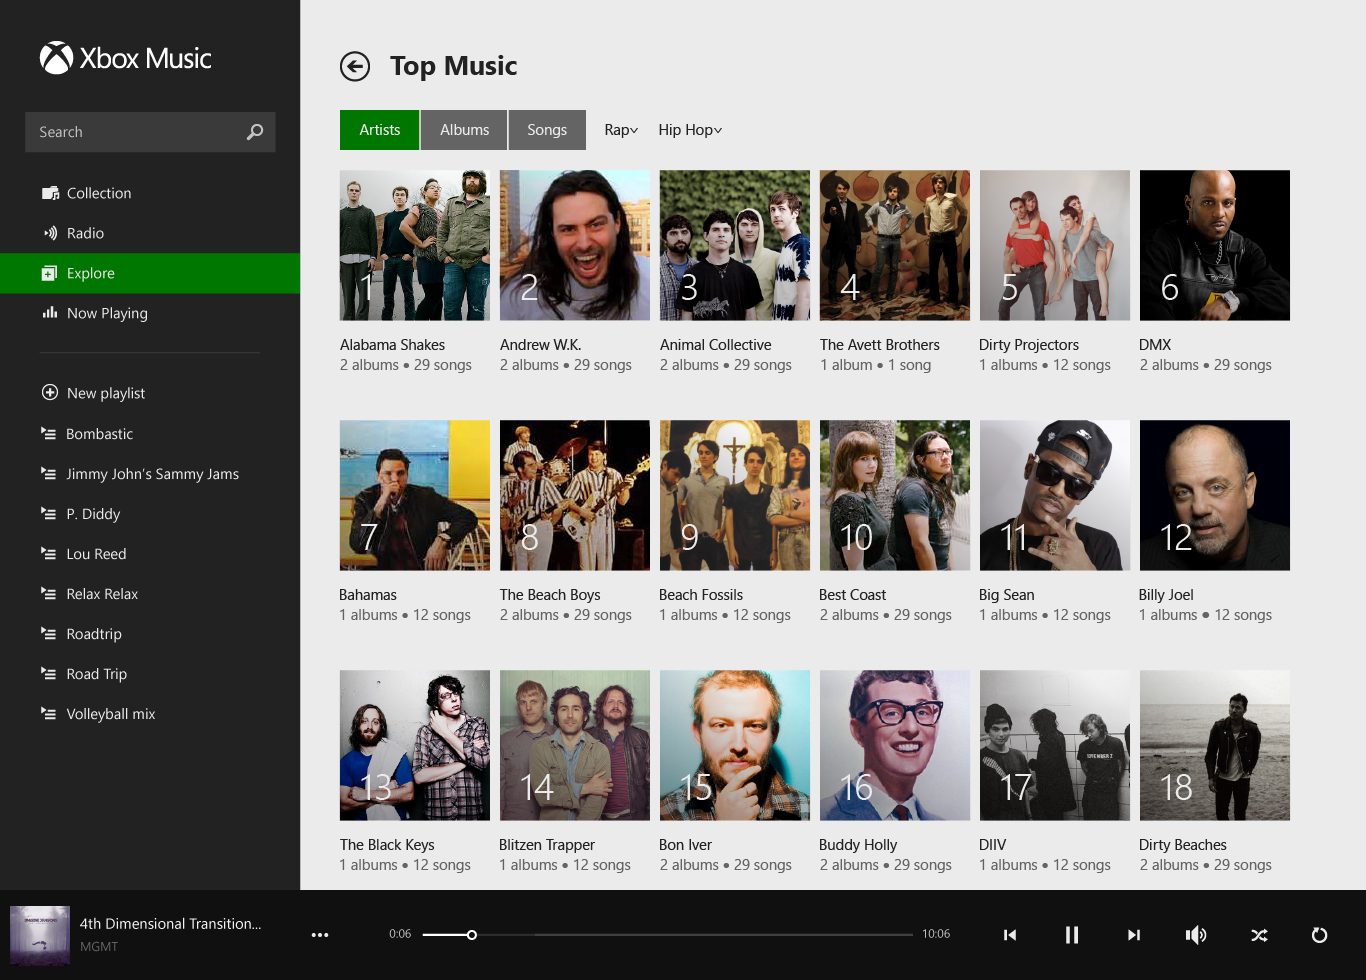 Xbox Music
Search
Collection
Radio
Explore
Now Playing
New playlist
Bombastic
Jimmy John's Sammy Jams
P. Diddy
Lou Reed
Relax Relax
Roadtrip
Road Trip
Volleyball mix
Top Music
Artists Albums Songs Rap Hip Hop
1 2 3 4 5 6
Alabama Shakes Andrew W.K. Animal Collective The Avett Brothers Dirty Projectors DMX
2 albums • 29 songs 2 albums • 29 songs 2 albums • 29 songs 1 album • 1 song 1 albums • 12 songs 2 albums • 29 songs
7 8 9 10 11 12
Bahamas The Beach Boys Beach Fossils Best Coast Big Sean Billy Joel
1 albums • 12 songs 2 albums • 29 songs 1 albums • 12 songs 2 albums • 29 songs 1 albums • 12 songs 1 albums • 12 songs
13 14 15 16 17 18
The Black Keys Blitzen Trapper Bon Iver Buddy Holly DIIV Dirty Beaches
1 albums • 12 songs 1 albums • 12 songs 2 albums • 29 songs 2 albums • 29 songs 1 albums • 12 songs 2 albums • 29 songs
4th Dimensional Transition...
MGMT
0:06 10:06